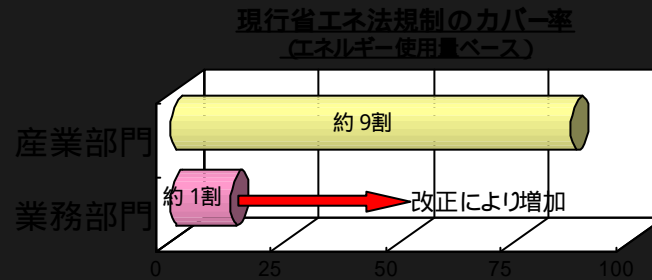 現行省エネ法規制のカバー率
(エネルギー使用量ベース)
産業部門
約9割
業務部門
約1割
改正により増加
0 25 50 75 100